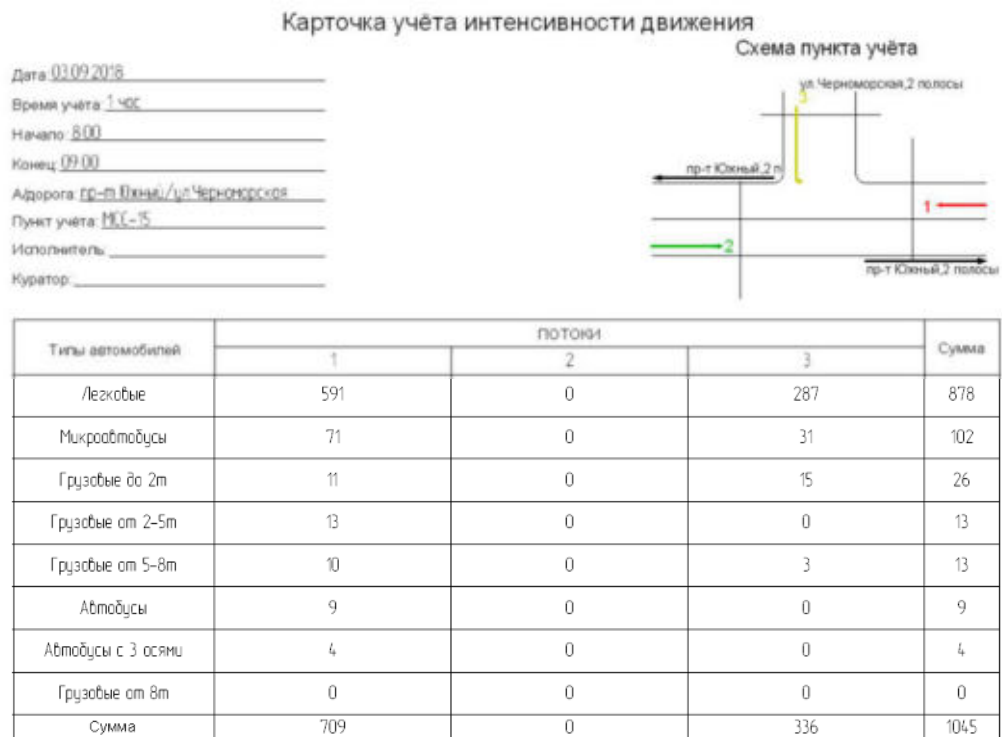 Карточка учёта интенсивности движения
Схема пункта учёта
Дата: 03.09.2018
Время учёта: 1 час
Начало: 8:00
Конец: 09:00
А/дорога: пр-т Южный/ул.Черноморская
Пункт учёта: МСС-15
Исполнитель:
Куратор:
ул.Черноморская,2 полосы
3
пр-т Южный,2 п
1
2
пр-т Южный,2 полосы
Типы автомобилей ПОТОКИ Сумма
1 2 3
Легковые 591 0 287 878
Микроавтобусы 71 0 31 102
Грузовые до 2т 11 0 15 26
Грузовые от 2-5т 13 0 0 13
Грузовые от 5-8т 10 0 3 13
Автобусы 9 0 0 9
Автобусы с 3 осями 4 0 0 4
Грузовые от 8т 0 0 0 0
Сумма 709 0 336 1045